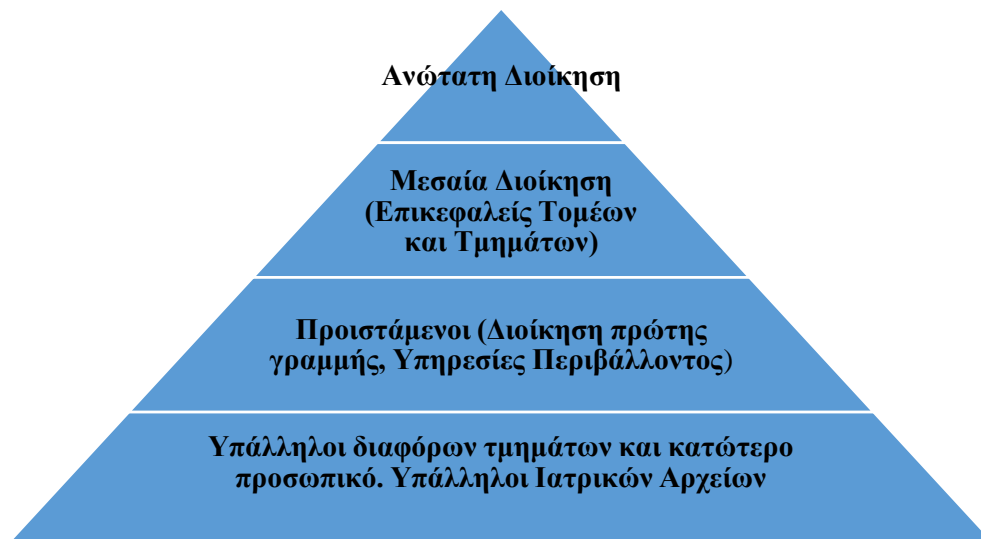 Ανώτατη Διοίκηση
Μεσαία Διοίκηση
(Επικεφαλείς Τομέων
και Τμημάτων)
Προιστάμενοι (Διοίκηση πρώτης
γραμμής, Υπηρεσίες Περιβάλλοντος)
Υπάλληλοι διαφόρων τμημάτων και κατώτερο
προσωπικό. Υπάλληλοι Ιατρικών Αρχείων